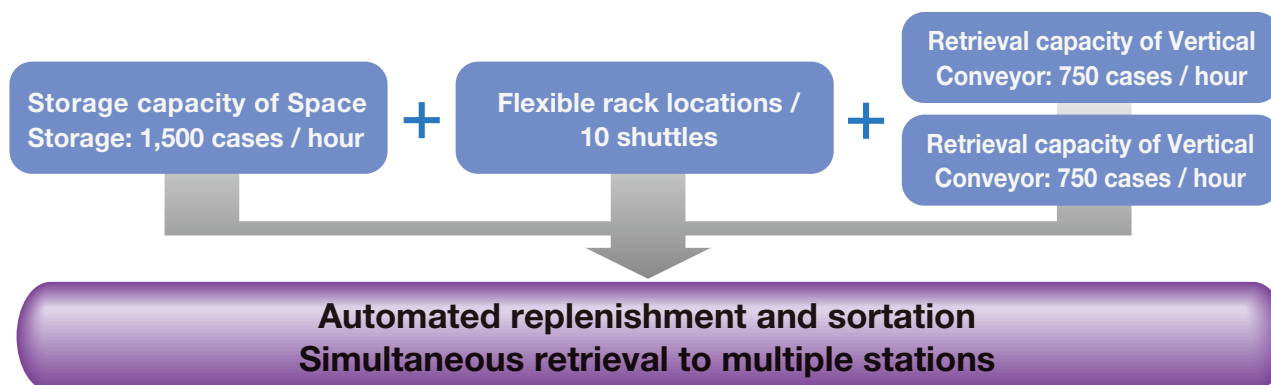 Storage capacity of Space
Storage: 1,500 cases / hour
+
Flexible rack locations /
10 shuttles
+
Retrieval capacity of Vertical
Conveyor: 750 cases / hour
Retrieval capacity of Vertical
Conveyor: 750 cases / hour
Automated replenishment and sortation
Simultaneous retrieval to multiple stations